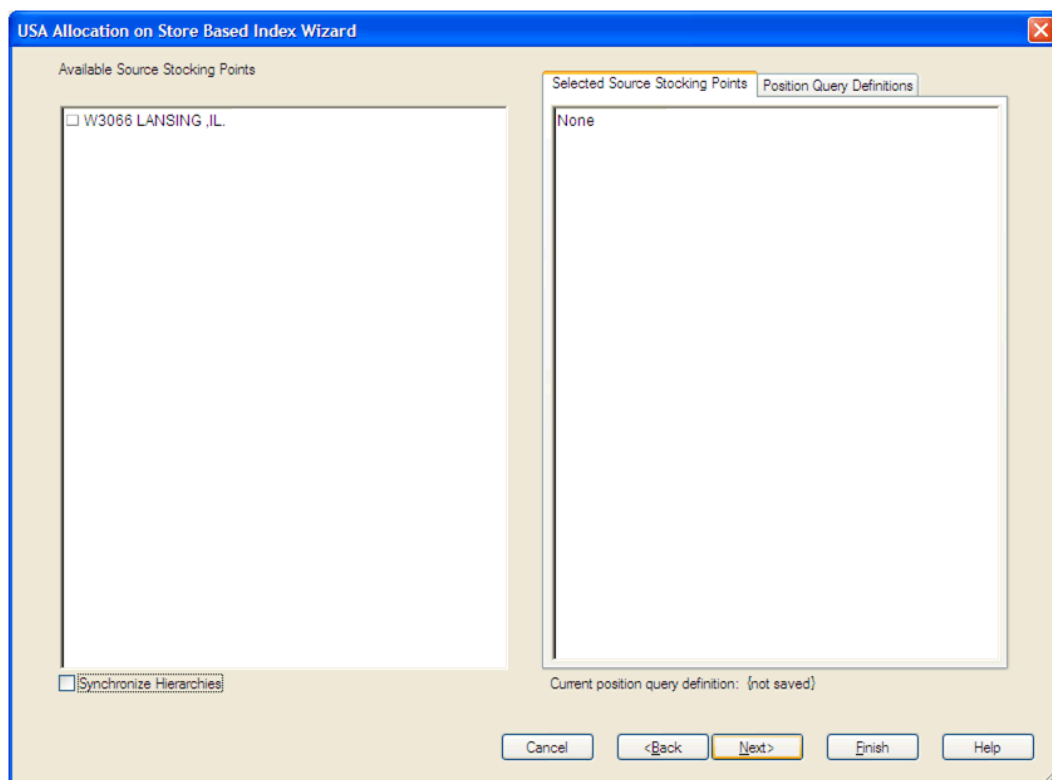 USA Allocation on Store Based Index Wizard
Available Source Stocking Points
W3066 LANSING ,IL.
Synchronize Hierarchies
Selected Source Stocking Points
Position Query Definitions
None
Current position query definition: {not saved}
Cancel
<Back
Next>
Finish
Help